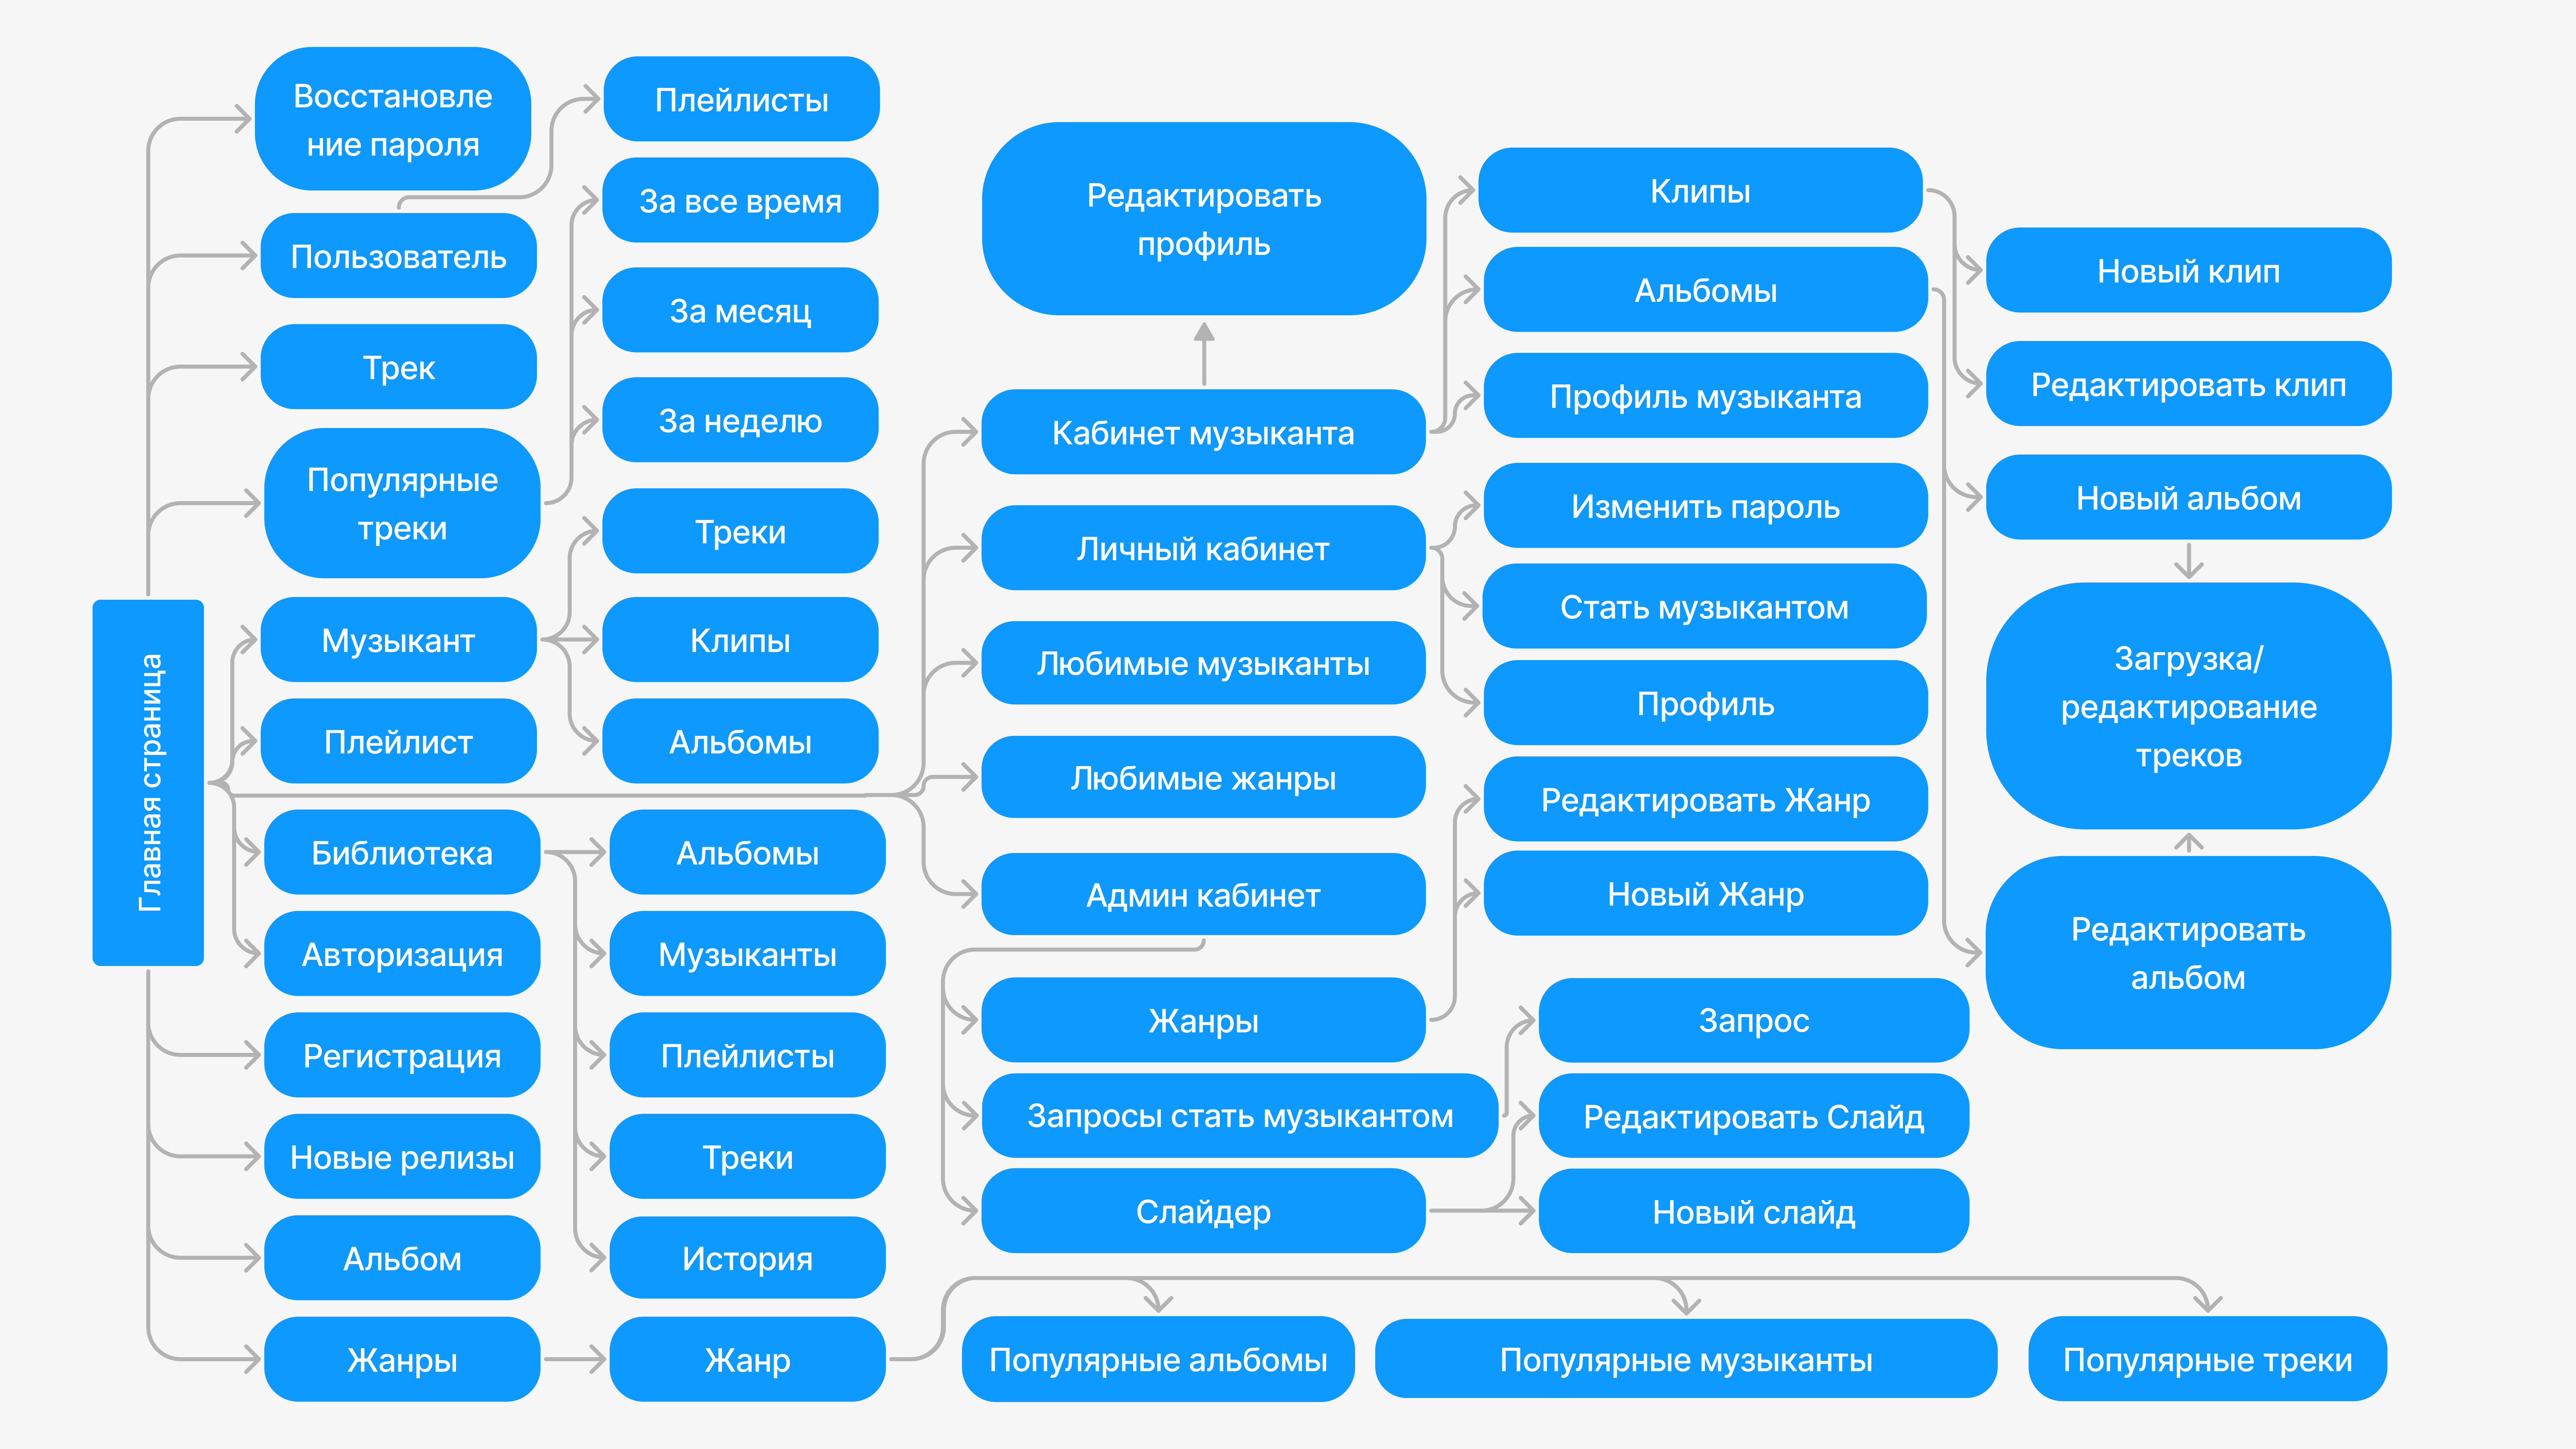 Главная страница
Восстановле
ние пароля
Пользователь
Трек
Популярные
треки
Музыкант
Плейлист
Библиотека
Авторизация
Регистрация
Новые релизы
Альбом
Жанры
Плейлисты
За все время
За месяц
За неделю
Треки
Клипы
Альбомы
Альбомы
Музыканты
Плейлисты
Треки
История
Жанр
Редактировать
профиль
Кабинет музыканта
Личный кабинет
Любимые музыканты
Любимые жанры
Админ кабинет
Жанры
Запросы стать музыкантом
Слайдер
Клипы
Альбомы
Профиль музыканта
Изменить пароль
Стать музыкантом
Профиль
Редактировать Жанр
Новый Жанр
Запрос
Редактировать Слайд
Новый слайд
Новый клип
Редактировать клип
Новый альбом
Загрузка/
редактирование
треков
Редактировать
альбом
Популярные альбомы
Популярные музыканты
Популярные треки